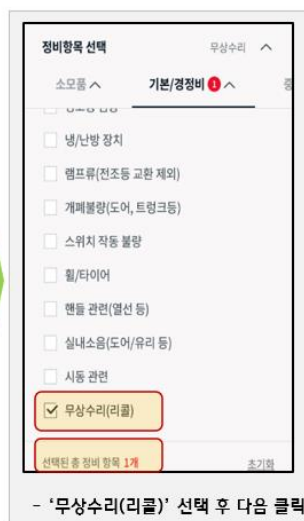 정비항목 선택 무상수리
소모품 기본/경정비 1
냉/난방 장치
램프류(전조등 교환 제외)
개폐불량(도어, 트렁크등)
스위치 작동 불량
휠/타이어
핸들 관련(열선 등)
실내소음(도어/유리 등)
시동 관련
무상수리(리콜)
선택된 총 정비 항목 1개 초기화
- ‘무상수리(리콜)’ 선택 후 다음 클릭